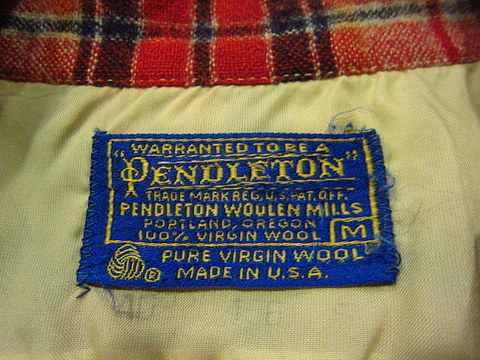 WARRANTED TO BE A
"PENDLETON"
TRADE MARK REG. U.S. PAT. OFF.
PENDLETON WOOLEN MILLS
PORTLAND, OREGON
100% VIRGIN WOOL M
PURE VIRGIN WOOL
® MADE IN U.S.A.